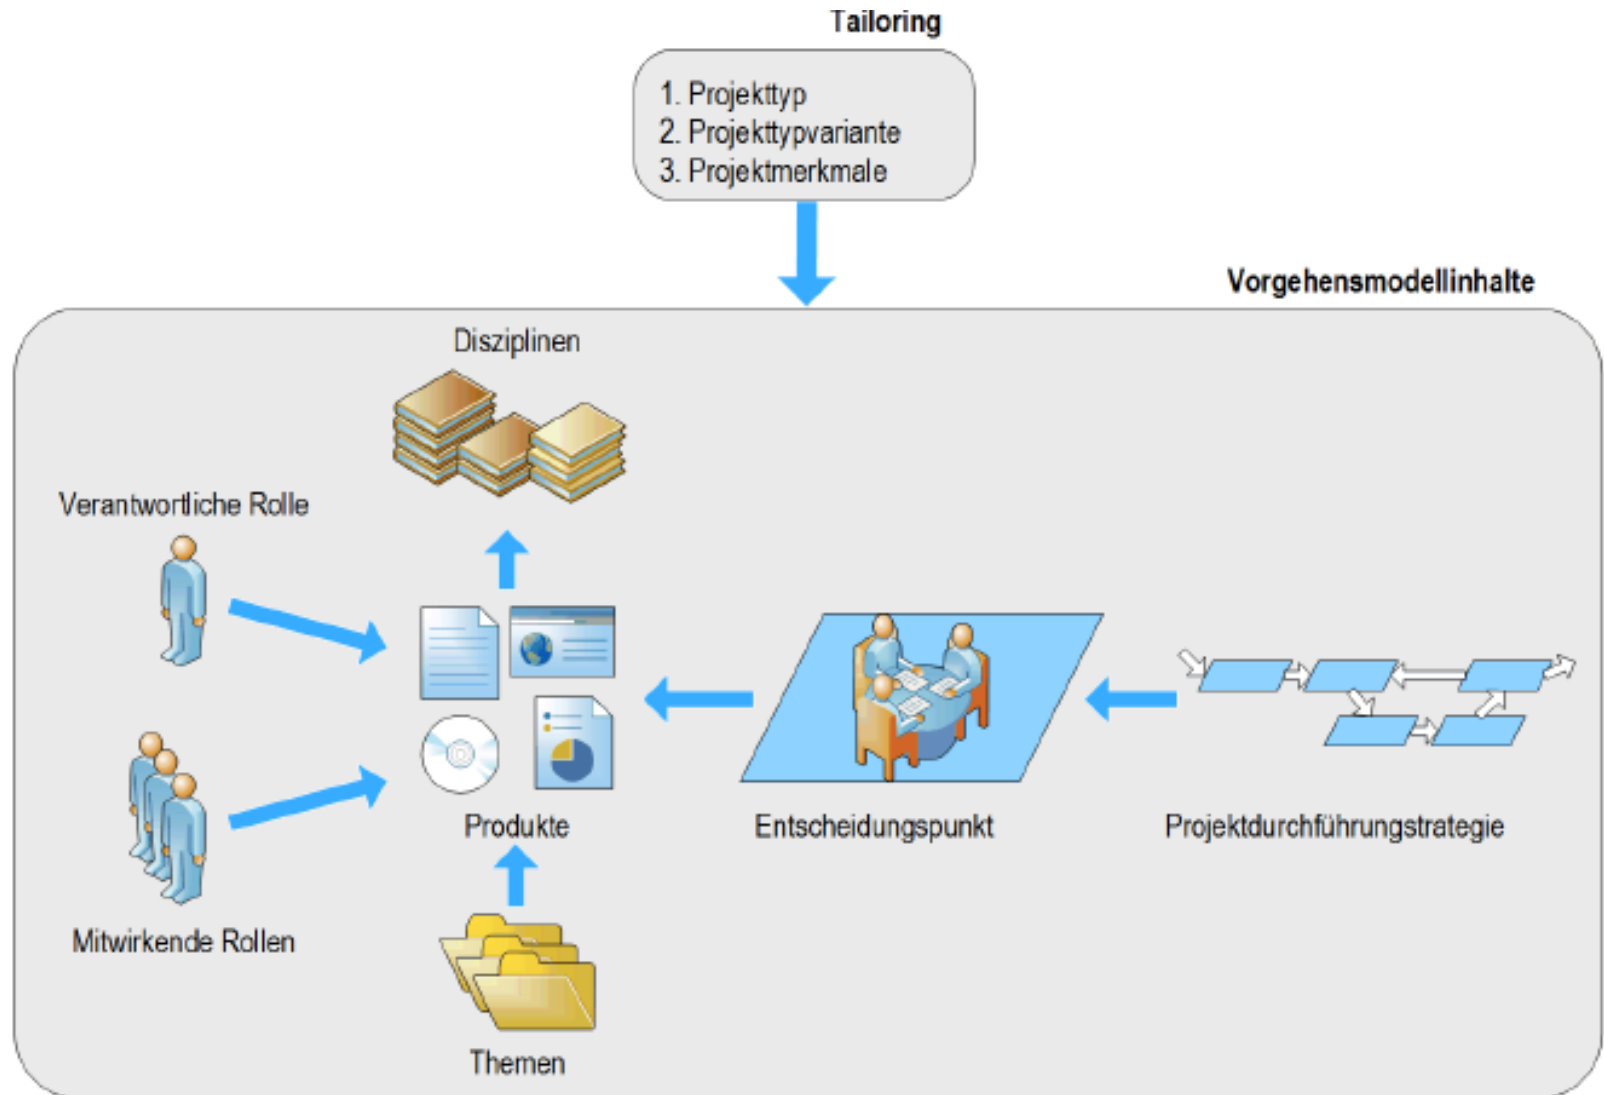 Tailoring
1. Projekttyp
2. Projekttypvariante
3. Projektmerkmale
Vorgehensmodellinhalte
Disziplinen
Verantwortliche Rolle
Produkte
Entscheidungspunkt
Projektdurchführungstrategie
Mitwirkende Rollen
Themen